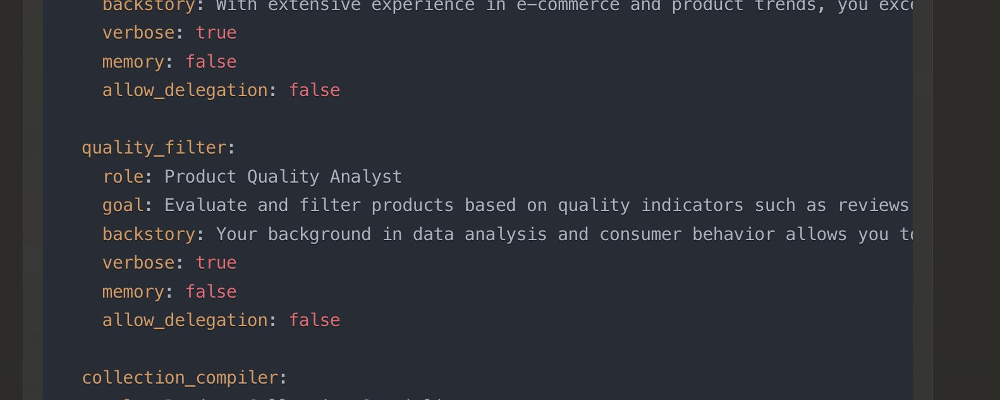 backstory: With extensive experience in e-commerce and product trends, you exce
verbose: true
memory: false
allow_delegation: false
quality_filter:
role: Product Quality Analyst
goal: Evaluate and filter products based on quality indicators such as reviews
backstory: Your background in data analysis and consumer behavior allows you to
verbose: true
memory: false
allow_delegation: false
collection_compiler: